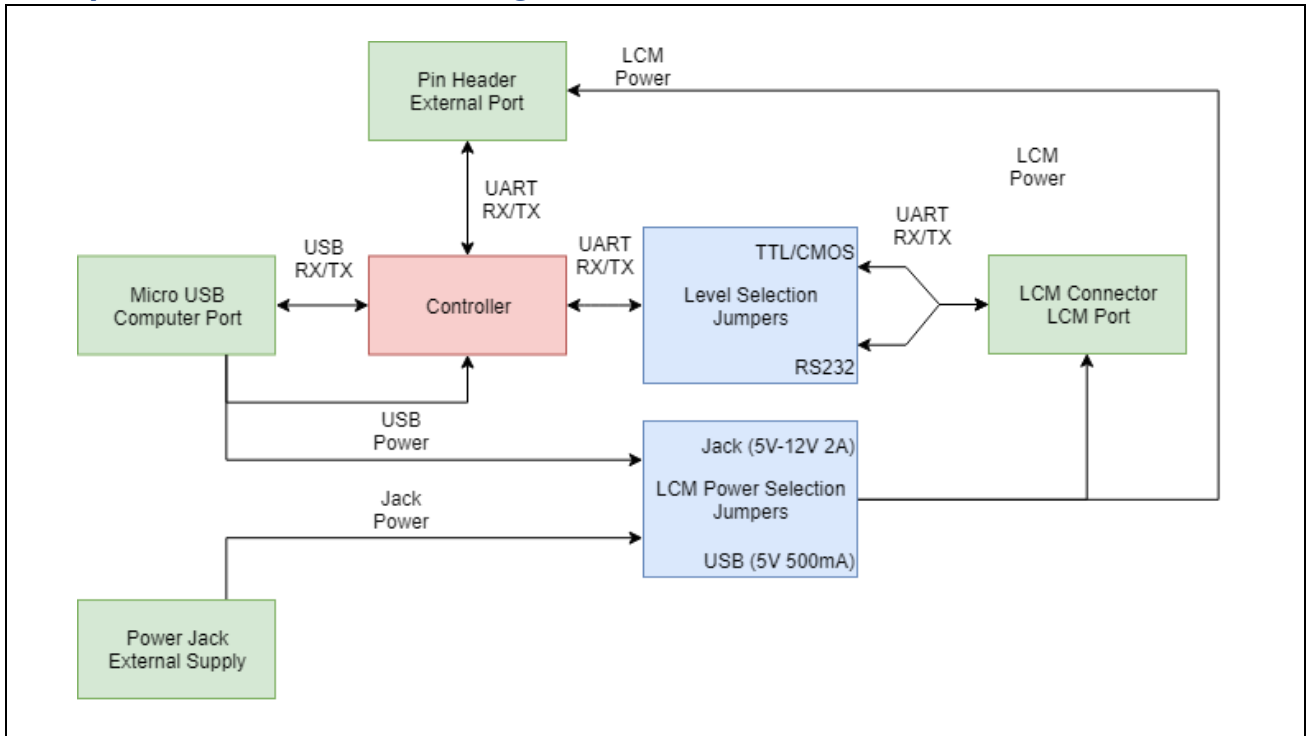 Pin Header
External Port
LCM
Power
LCM
Power
UART
RX/TX
UART
RX/TX
USB
RX/TX
UART
RX/TX
TTL/CMOS
Micro USB
Computer Port
Controller
Level Selection
Jumpers
LCM Connector
LCM Port
RS232
USB
Power
Jack (5V-12V 2A)
LCM Power Selection
Jumpers
Jack
Power
USB (5V 500mA)
Power Jack
External Supply